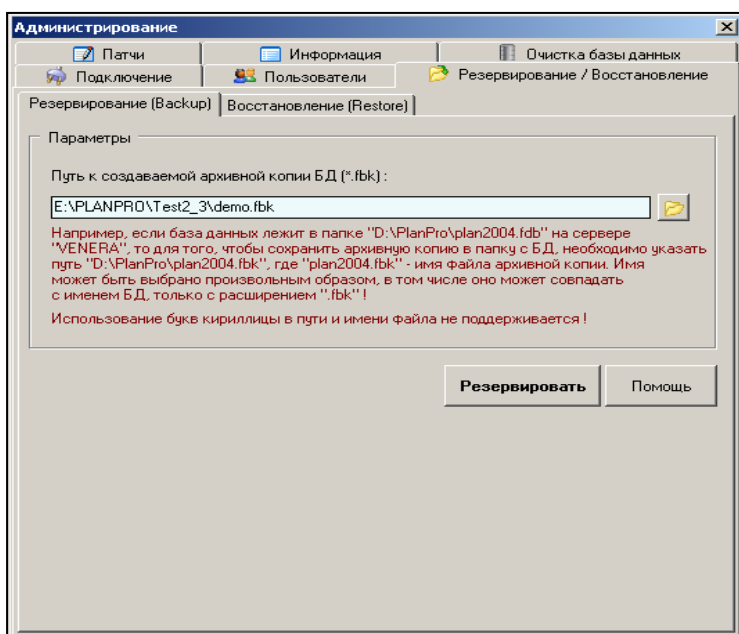 Администрирование
Патчи
Информация
Очистка базы данных
Подключение
Пользователи
Резервирование / Восстановление
Резервирование (Backup)
Восстановление (Restore)
Параметры
Путь к создаваемой архивной копии БД (*.fbk) :
E:\PLANPRO\Test2_3\demo.fbk
Например, если база данных лежит в папке "D:\PlanPro\plan2004.fdb" на сервере
"VENERA", то для того, чтобы сохранить архивную копию в папку с БД, необходимо указать
путь "D:\PlanPro\plan2004.fbk", где "plan2004.fbk" - имя файла архивной копии. Имя
может быть выбрано произвольным образом, в том числе оно может совпадать
с именем БД, только с расширением ".fbk" !
Использование букв кириллицы в пути и имени файла не поддерживается !
Резервировать
Помощь